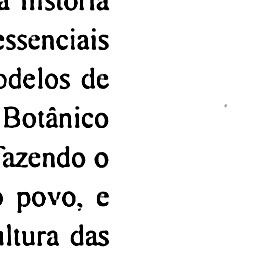 a história
essenciais
odelos de
Botânico
fazendo o
o povo, e
ultura das